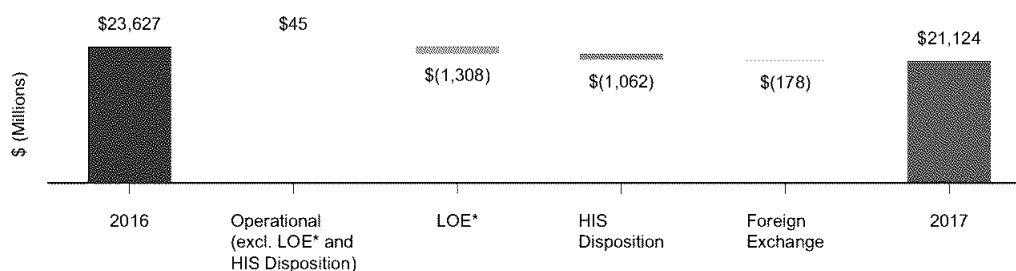 $23,627
$45
$(1,308)
$(1,062)
$(178)
$21,124
$ (Millions)
2016
Operational
(excl. LOE* and
HIS Disposition)
LOE*
HIS
Disposition
Foreign
Exchange
2017